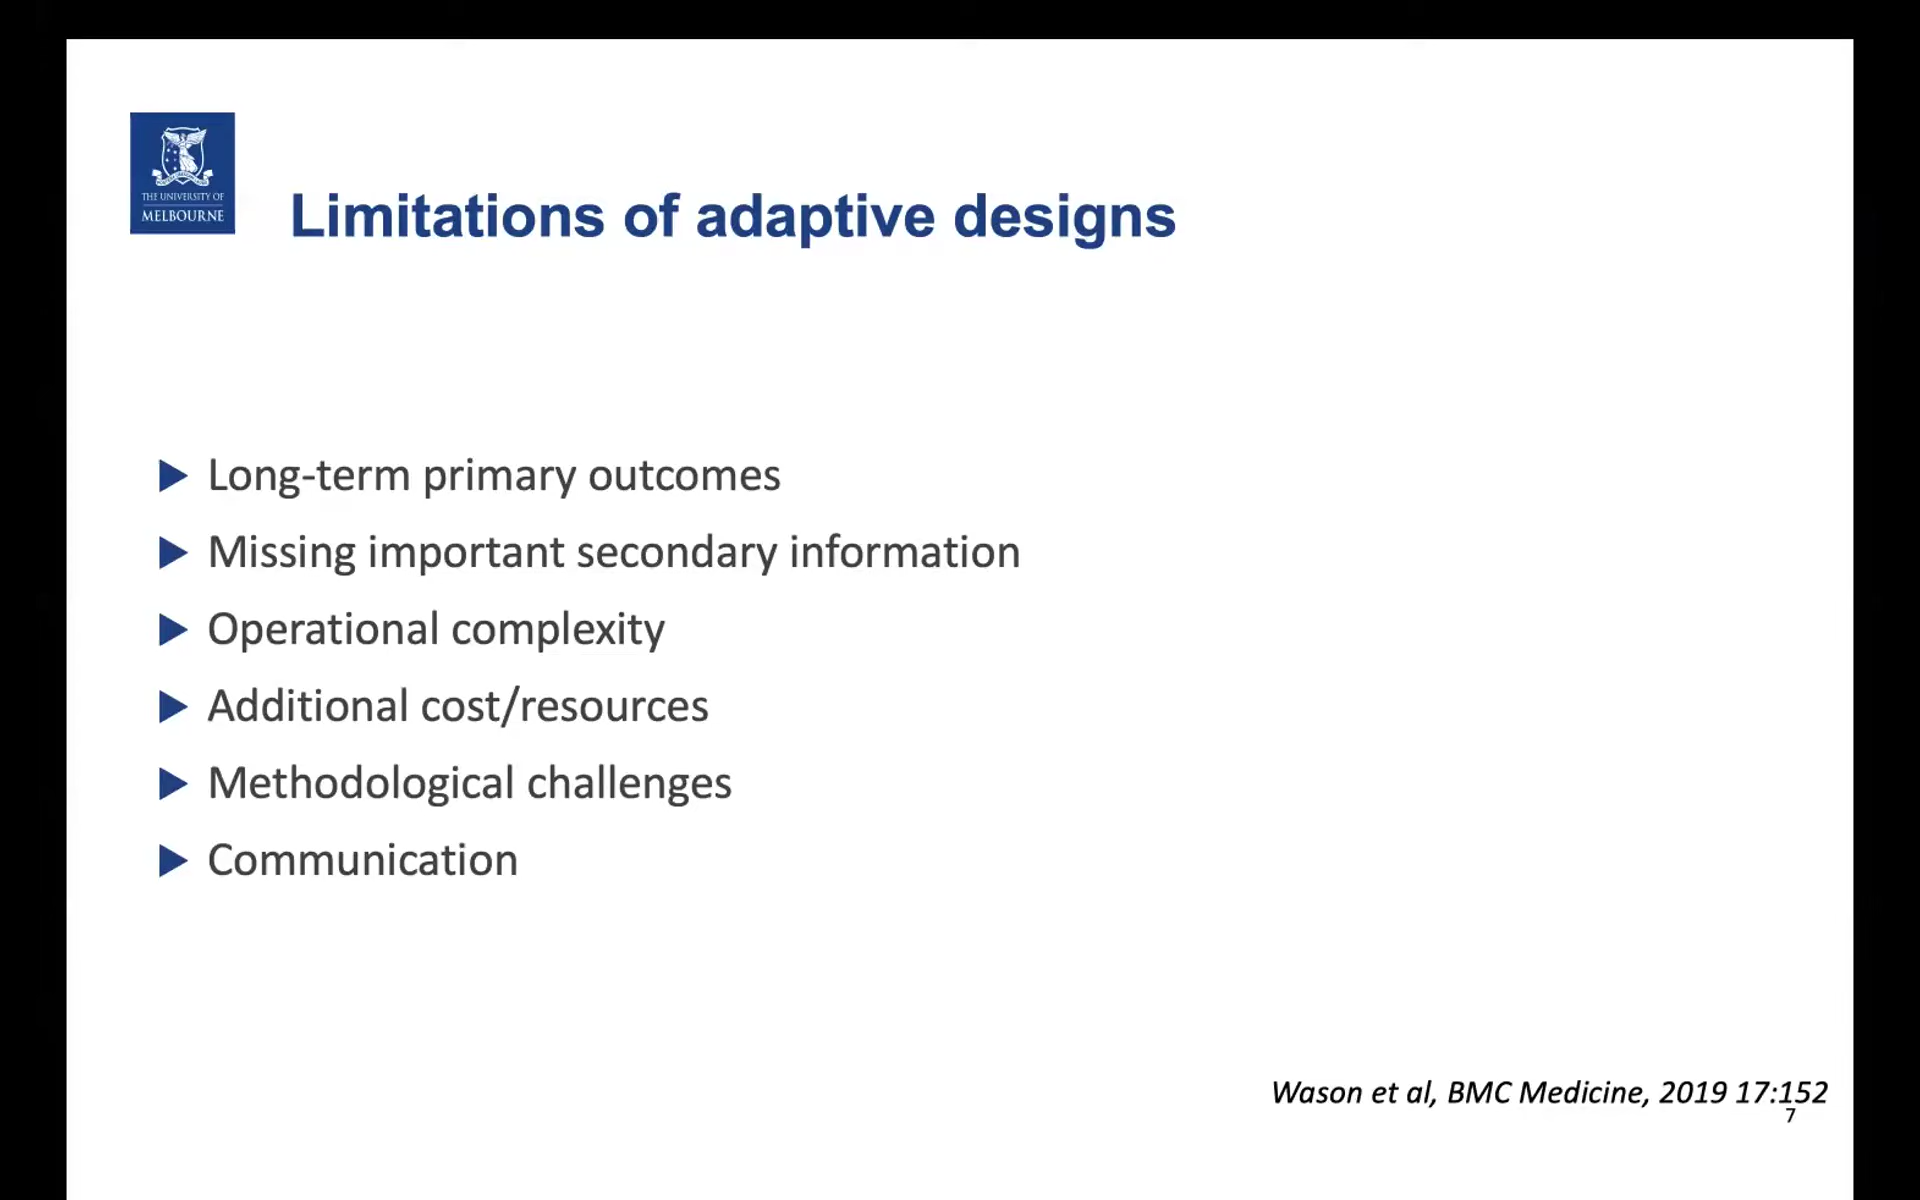 THE UNIVERSITY OF
MELBOURNE
Limitations of adaptive designs
Long-term primary outcomes
Missing important secondary information
Operational complexity
Additional cost/resources
Methodological challenges
Communication
Wason et al, BMC Medicine, 2019 17:152
7